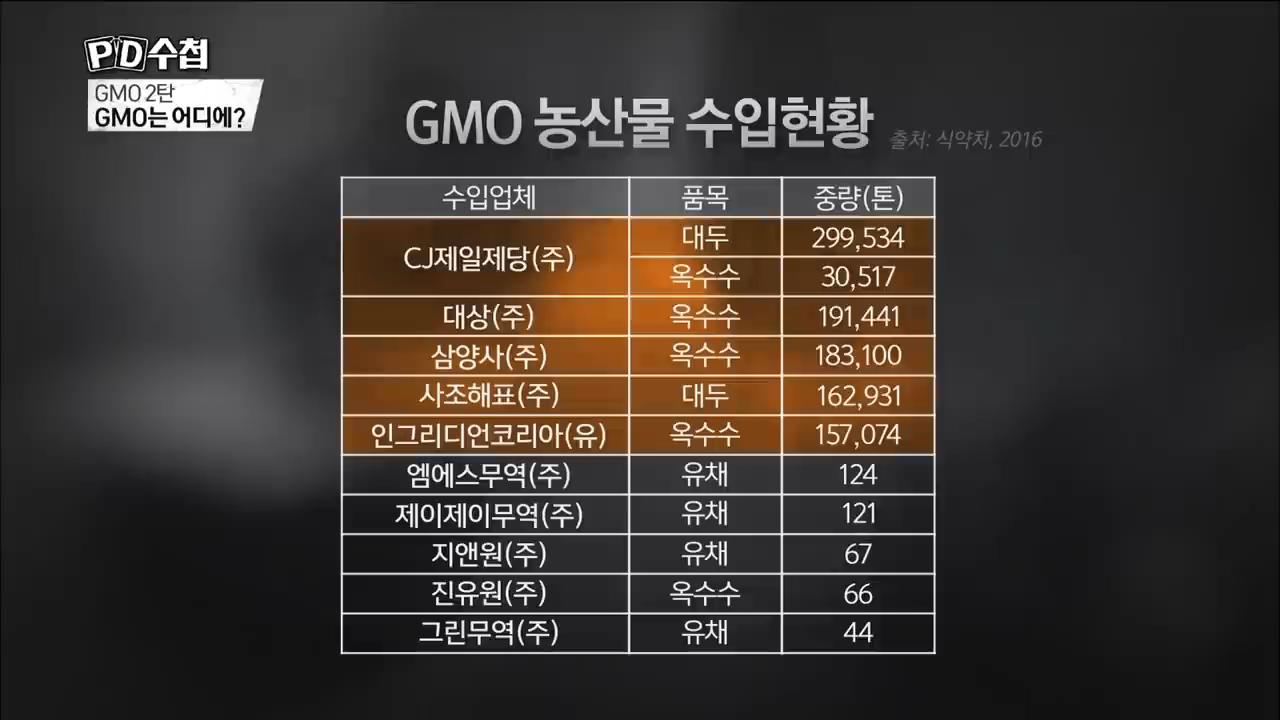 PD수첩
GMO 2탄
GMO는 어디에?
GMO 농산물 수입현황 출처: 식약처, 2016
수입업체 품목 중량(톤)
CJ제일제당(주) 대두 299,534
옥수수 30,517
대상(주) 옥수수 191,441
삼양사(주) 옥수수 183,100
사조해표(주) 대두 162,931
인그리디언코리아(유) 옥수수 157,074
엠에스무역(주) 유채 124
제이제이무역(주) 유채 121
지앤원(주) 유채 67
진유원(주) 옥수수 66
그린무역(주) 유채 44